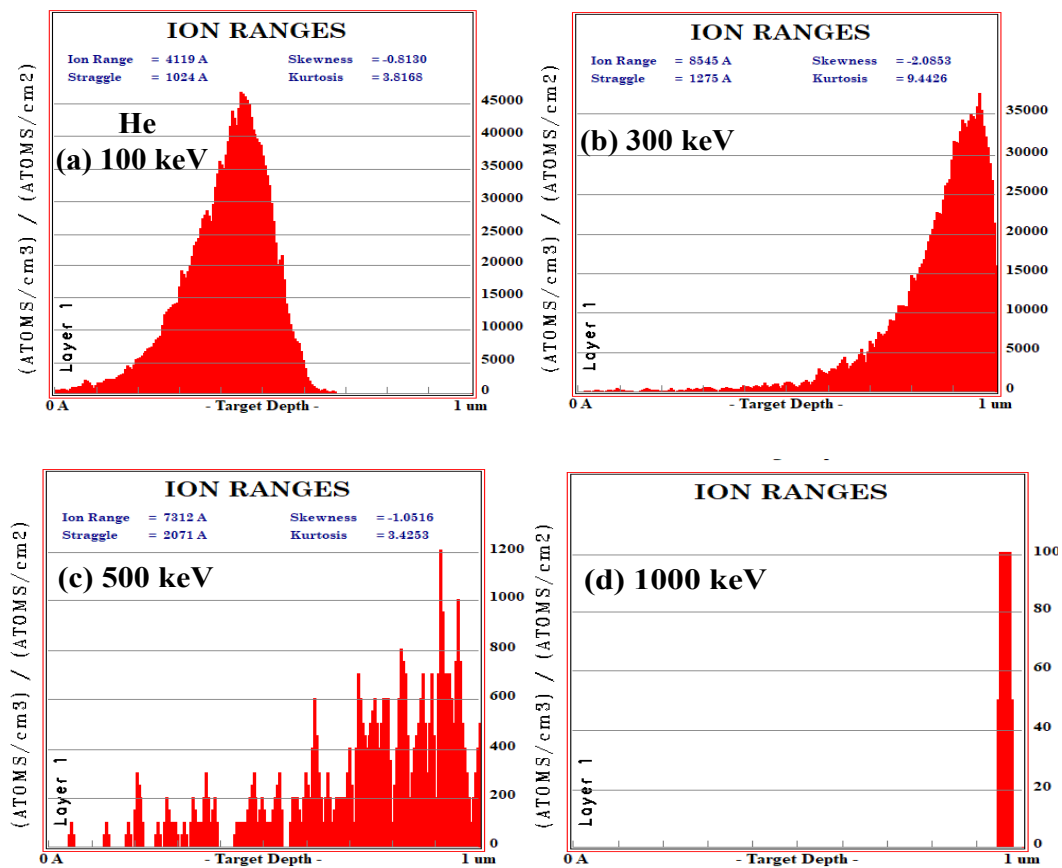 ION RANGES
Ion Range = 4119 A Skewness = -0.8130
Straggle = 1024 A Kurtosis = 3.8168
He
(a) 100 keV
(ATOMS/cm3) / (ATOMS/cm2)
45000
40000
35000
30000
25000
20000
15000
10000
5000
0
Layer 1
0 A - Target Depth - 1 um
ION RANGES
Ion Range = 8545 A Skewness = -2.0853
Straggle = 1275 A Kurtosis = 9.4426
(b) 300 keV
(ATOMS/cm3) / (ATOMS/cm2)
35000
30000
25000
20000
15000
10000
5000
0
Layer 1
0 A - Target Depth - 1 um
ION RANGES
Ion Range = 7312 A Skewness =-1.0516
Straggle = 2071 A Kurtosis = 3.4253
(c) 500 keV
(ATOMS/cm3) / (ATOMS/cm2)
1200
1000
800
600
400
200
0
Layer 1
0 A - Target Depth - 1 um
ION RANGES
(d) 1000 keV
(ATOMS/cm3) / (ATOMS/cm2)
100
80
60
40
20
0
Layer 1
0 A - Target Depth - 1 um